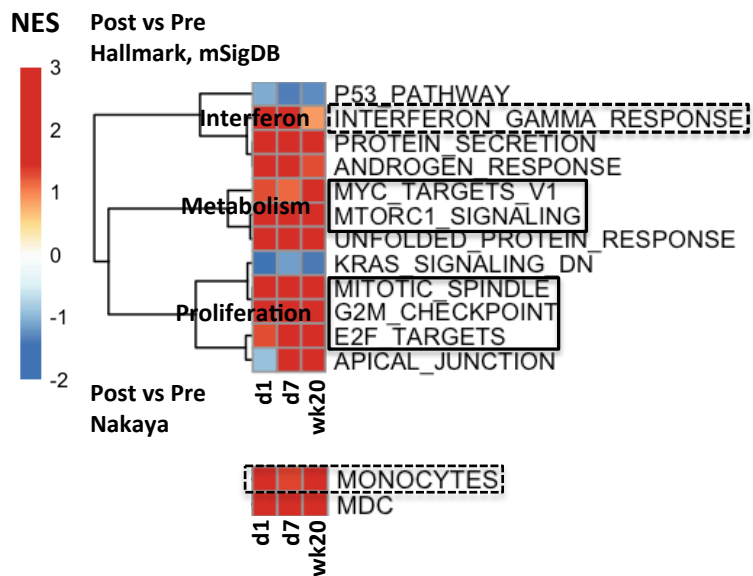 NES
Post vs Pre
Hallmark, mSigDB
3
2
1
0
-1
-2
Interferon
Metabolism
Proliferation
P53_PATHWAY
INTERFERON_GAMMA_RESPONSE
PROTEIN_SECRETION
ANDROGEN_RESPONSE
MYC_TARGETS_V1
MTORC1_SIGNALING
UNFOLDED_PROTEIN_RESPONSE
KRAS_SIGNALING_DN
MITOTIC_SPINDLE
G2M_CHECKPOINT
E2F_TARGETS
APICAL_JUNCTION
d1
d7
wk20
Post vs Pre
Nakaya
MONOCYTES
MDC
d1
d7
wk20